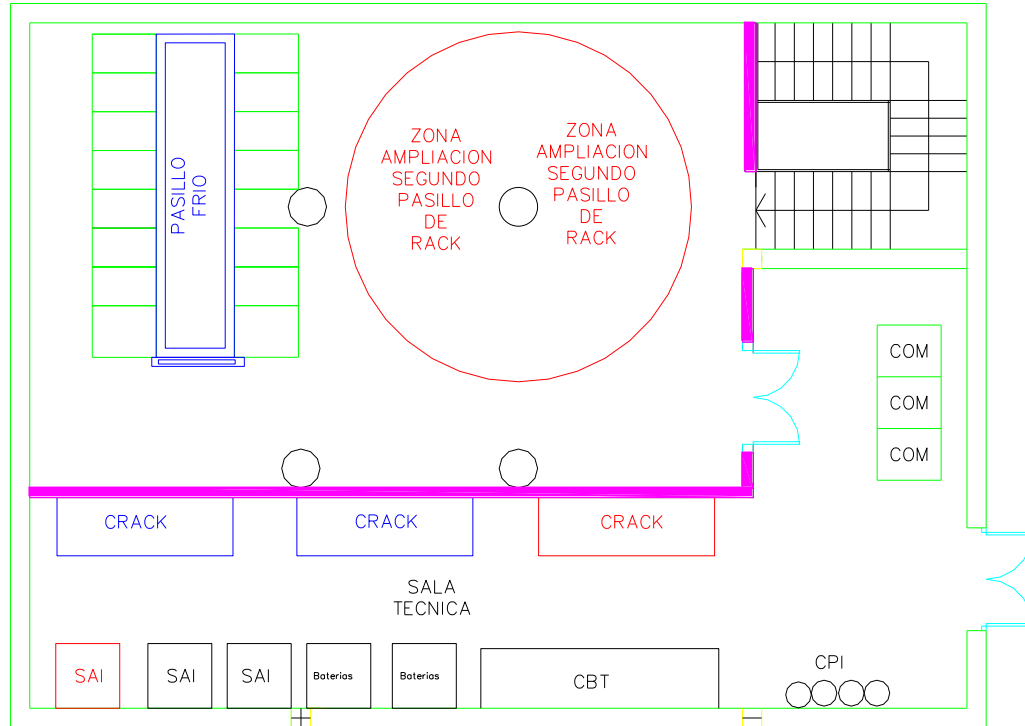 ZONA
AMPLIACION
SEGUNDO
PASILLO
DE
RACK
ZONA
AMPLIACION
SEGUNDO
PASILLO
DE
RACK
PASILLO
FRIO
COM
COM
COM
CRACK
CRACK
CRACK
SALA
TECNICA
SAI
SAI
SAI
Baterias
Baterias
CBT
CPI